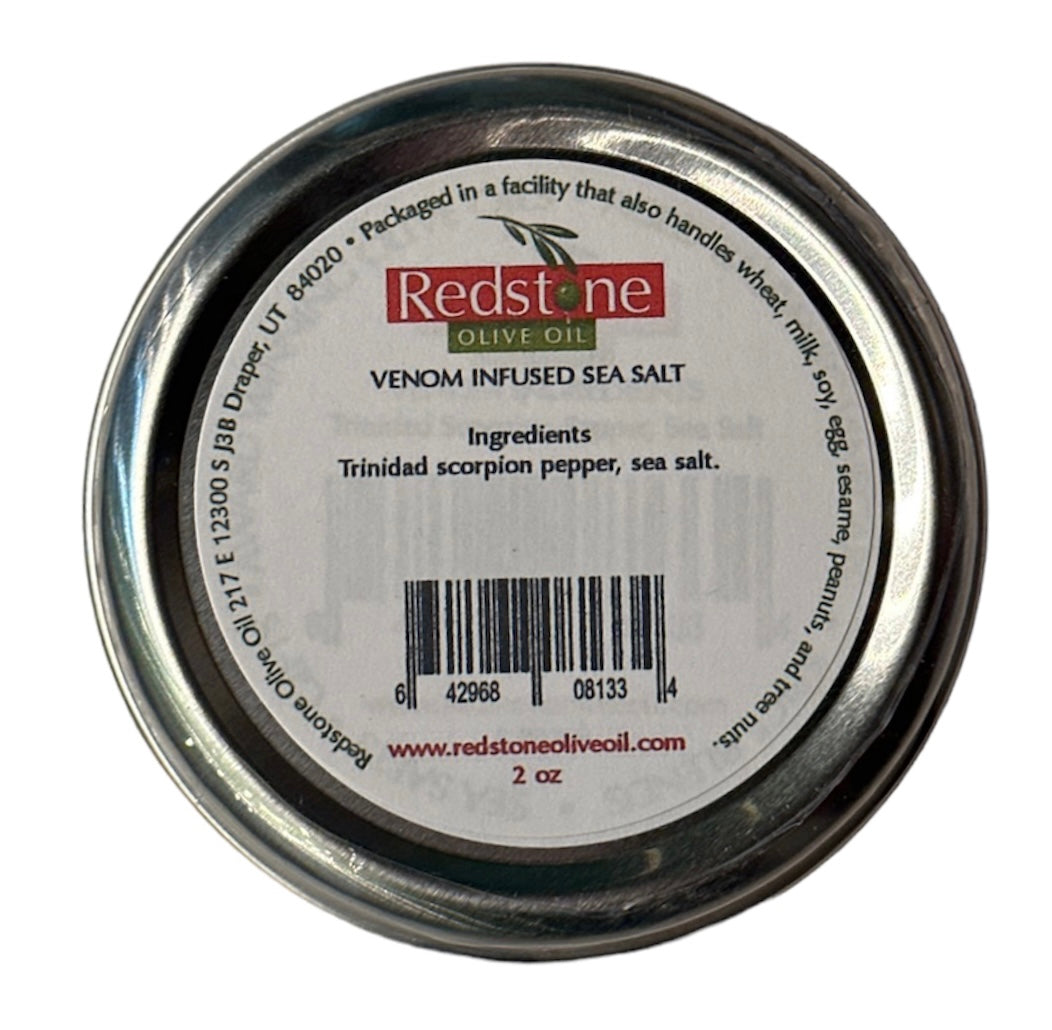 Redstone Olive Oil 217 E 12300 S J3B Draper, UT 84020 • Packaged in a facility that also handles wheat, milk, soy, egg, sesame, peanuts, and tree nuts.
Redstone
OLIVE OIL
VENOM INFUSED SEA SALT
Ingredients
Trinidad scorpion pepper, sea salt.
6 42968 08133 4
www.redstoneoliveoil.com
2 oz